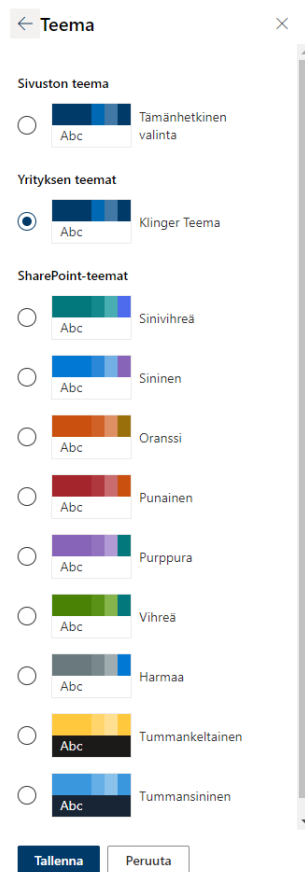 Teema
Sivuston teema
Abc
Tämänhetkinen
valinta
Yrityksen teemat
Abc
Klinger Teema
SharePoint-teemat
Abc
Sinivihreä
Abc
Sininen
Abc
Oranssi
Abc
Punainen
Abc
Purppura
Abc
Vihreä
Abc
Harmaa
Abc
Tummankeltainen
Abc
Tummansininen
Tallenna
Peruuta